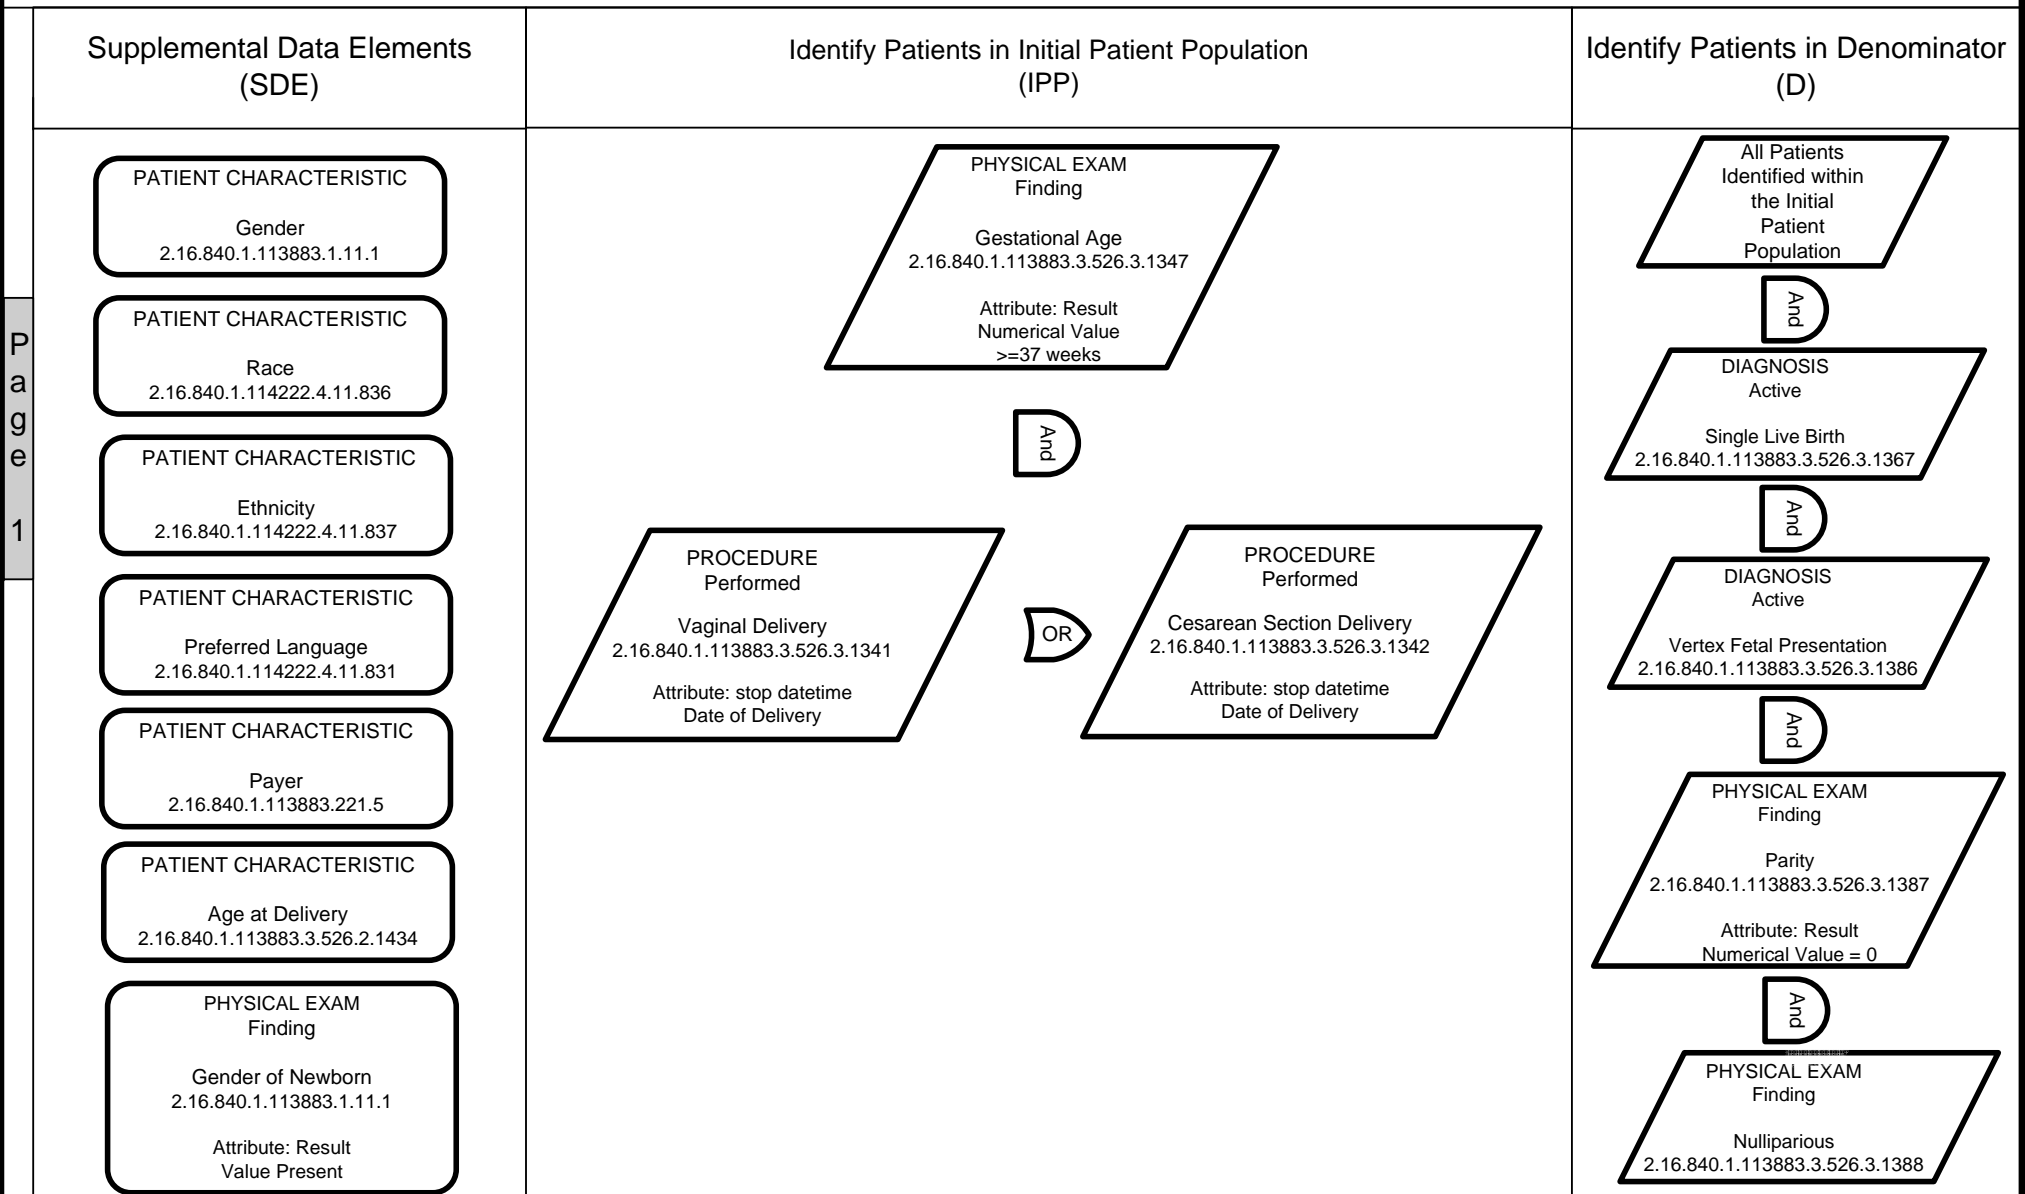 Supplemental Data Elements
(SDE)
Identify Patients in Initial Patient Population
(IPP)
Identify Patients in Denominator
(D)
Page 1
PATIENT CHARACTERISTIC
Gender
2.16.840.1.113883.1.11.1
PATIENT CHARACTERISTIC
Race
2.16.840.1.114222.4.11.836
PATIENT CHARACTERISTIC
Ethnicity
2.16.840.1.114222.4.11.837
PATIENT CHARACTERISTIC
Preferred Language
2.16.840.1.114222.4.11.831
PATIENT CHARACTERISTIC
Payer
2.16.840.1.113883.221.5
PATIENT CHARACTERISTIC
Age at Delivery
2.16.840.1.113883.3.526.2.1434
PHYSICAL EXAM
Finding
Gender of Newborn
2.16.840.1.113883.1.11.1
Attribute: Result
Value Present
PHYSICAL EXAM
Finding
Gestational Age
2.16.840.1.113883.3.526.3.1347
Attribute: Result
Numerical Value
>=37 weeks
And
PROCEDURE
Performed
Vaginal Delivery
2.16.840.1.113883.3.526.3.1341
Attribute: stop datetime
Date of Delivery
OR
PROCEDURE
Performed
Cesarean Section Delivery
2.16.840.1.113883.3.526.3.1342
Attribute: stop datetime
Date of Delivery
All Patients
Identified within
the Initial
Patient
Population
And
DIAGNOSIS
Active
Single Live Birth
2.16.840.1.113883.3.526.3.1367
And
DIAGNOSIS
Active
Vertex Fetal Presentation
2.16.840.1.113883.3.526.3.1386
And
PHYSICAL EXAM
Finding
Parity
2.16.840.1.113883.3.526.3.1387
Attribute: Result
Numerical Value = 0
And
PHYSICAL EXAM
Finding
Nulliparious
2.16.840.1.113883.3.526.3.1388